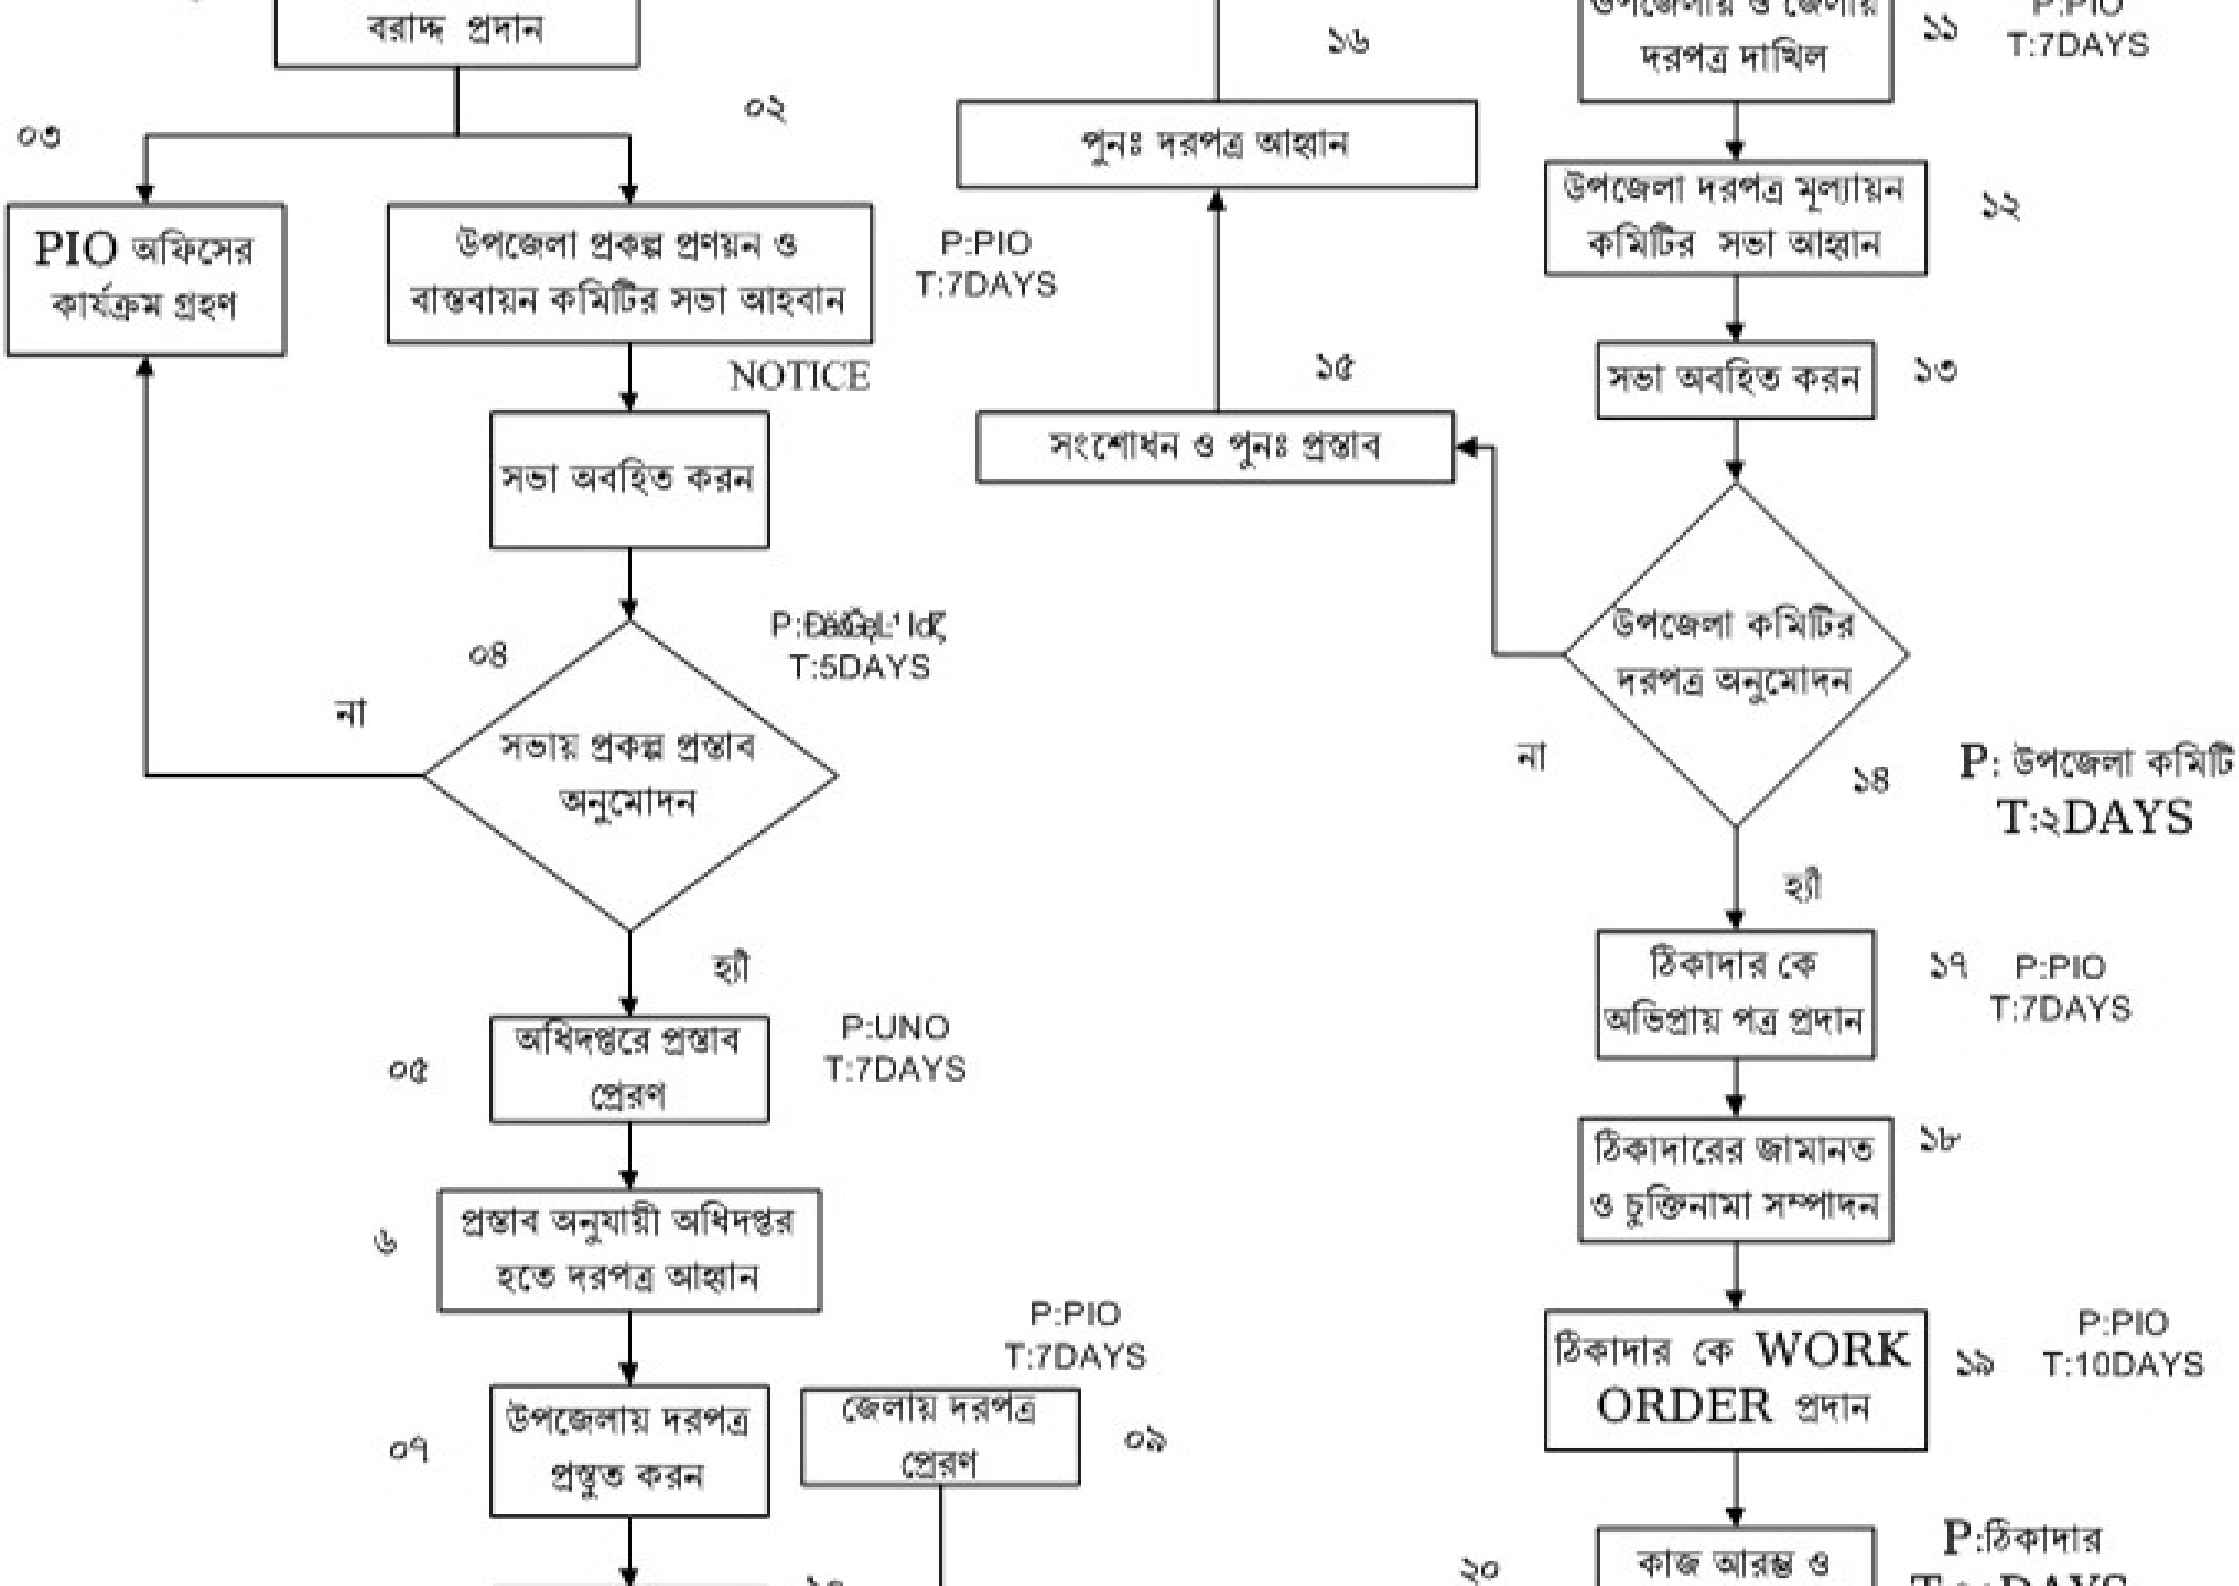 বরাদ্দ প্রদান
০৩
০২
PIO অফিসের
কার্যক্রম গ্রহণ
উপজেলা প্রকল্প প্রণয়ন ও
বাস্তবায়ন কমিটির সভা আহবান
P:PIO
T:7DAYS
NOTICE
সভা অবহিত করন
০৪
T:5DAYS
না
সভায় প্রকল্প প্রস্তাব
অনুমোদন
হ্যাঁ
০৫
অধিদপ্তরে প্রস্তাব
প্রেরণ
P:UNO
T:7DAYS
৬
প্রস্তাব অনুযায়ী অধিদপ্তর
হতে দরপত্র আহ্বান
০৭
উপজেলায় দরপত্র
প্রস্তুত করন
P:PIO
T:7DAYS
জেলায় দরপত্র
প্রেরণ
০৯
১৬
পুনঃ দরপত্র আহ্বান
১৫
সংশোধন ও পুনঃ প্রস্তাব
উপজেলায় ও জেলায়
দরপত্র দাখিল
১১
P:PIO
T:7DAYS
উপজেলা দরপত্র মূল্যায়ন
কমিটির সভা আহ্বান
১২
সভা অবহিত করন
১৩
উপজেলা কমিটির
দরপত্র অনুমোদন
না
১৪
P: উপজেলা কমিটি
T:২DAYS
হ্যাঁ
ঠিকাদার কে
অভিপ্রায় পত্র প্রদান
১৭
P:PIO
T:7DAYS
ঠিকাদারের জামানত
ও চুক্তিনামা সম্পাদন
১৮
ঠিকাদার কে WORK
ORDER প্রদান
১৯
P:PIO
T:10DAYS
২০
কাজ আরম্ভ ও
P:ঠিকাদার